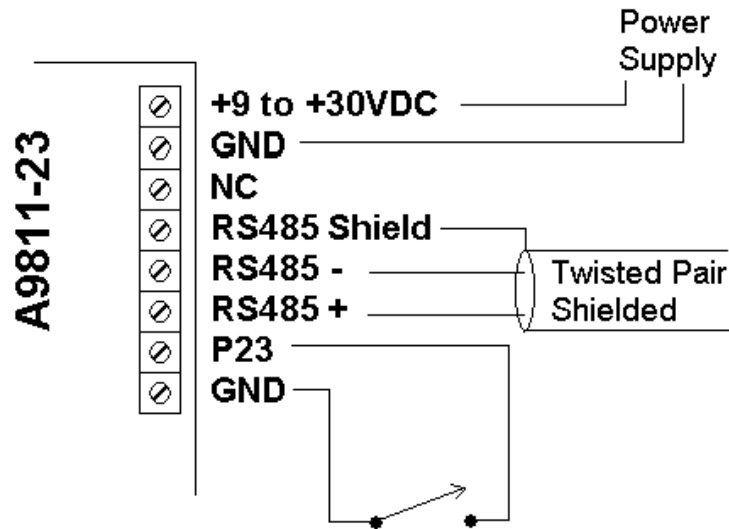 Power
Supply
A9811-23
+9 to +30VDC
GND
NC
RS485 Shield
RS485 -
RS485 +
P23
GND
Twisted Pair
Shielded